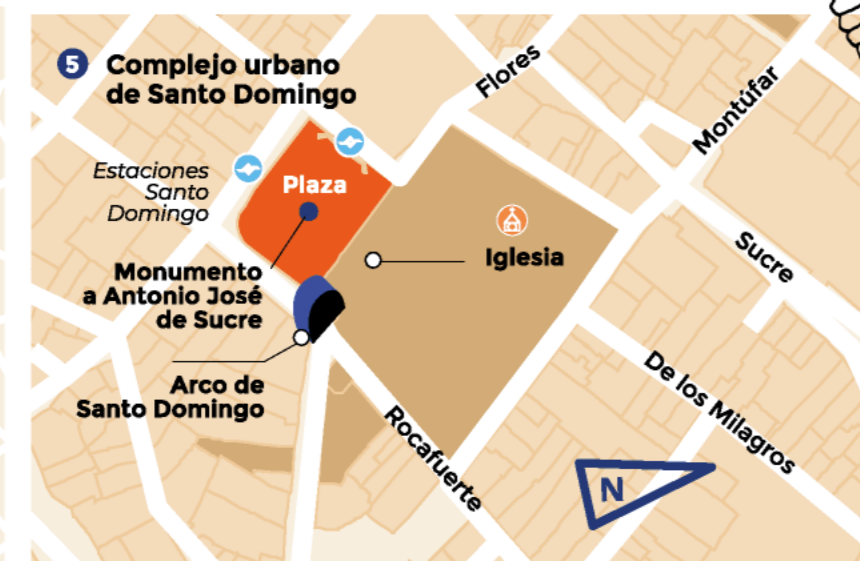 5 Complejo urbano
de Santo Domingo
Flores
Montúfar
Estaciones
Santo
Domingo
Plaza
Iglesia
Sucre
Monumento
a Antonio José
de Sucre
Arco de
Santo Domingo
Rocafuerte
De los Milagros
N